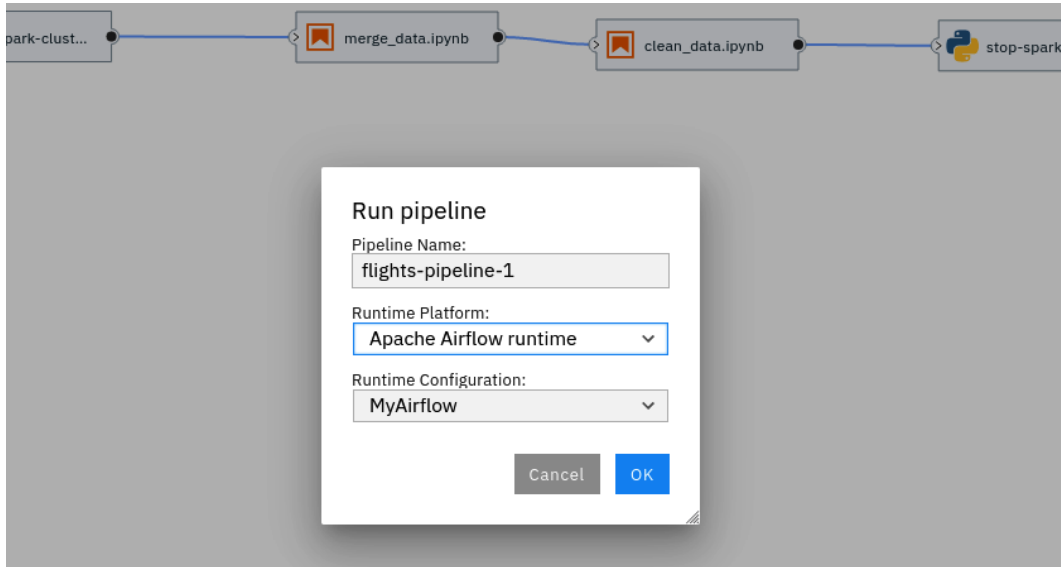 park-clust...
merge_data.ipynb
clean_data.ipynb
stop-spark
Run pipeline
Pipeline Name:
flights-pipeline-1
Runtime Platform:
Apache Airflow runtime
Runtime Configuration:
MyAirflow
Cancel
OK